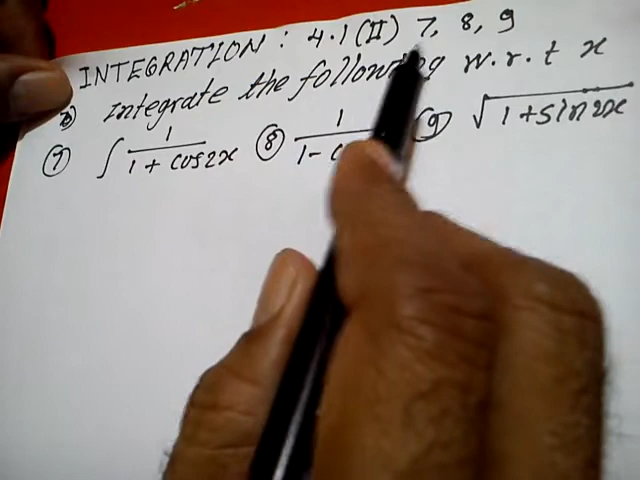 INTEGRATION: 4.1(II) 7, 8, 9
Integrate the following w.r.t x
⑦ ∫ 1/1 + cos2x ⑧ 1/1- ⑨ √1+sin2x